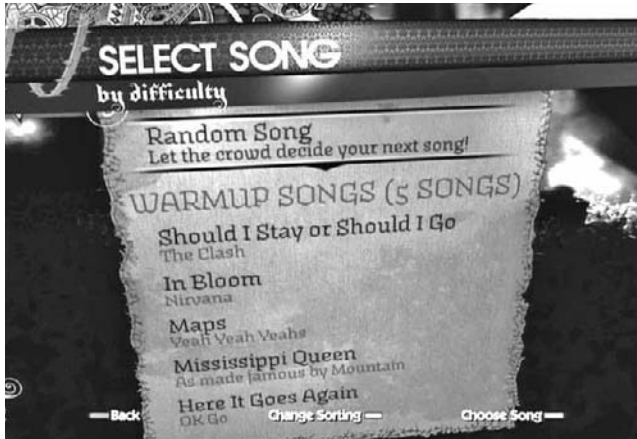 SELECT SONG
by difficulty
Random Song
Let the crowd decide your next song!
WARMUP SONGS (5 SONGS)
Should I Stay or Should I Go
The Clash
In Bloom
Nirvana
Maps
Yeah Yeah Yeahs
Mississippi Queen
As made famous by Mountain
Here It Goes Again
OK Go
Back
Change Sorting
Choose Song